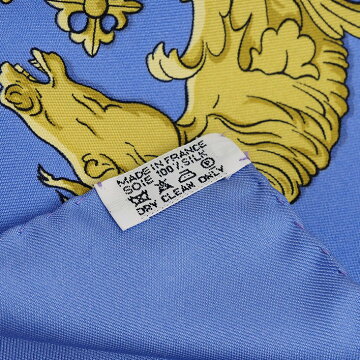 MADE IN FRANCE
SOIE 100% SILK
DRY CLEAN ONLY